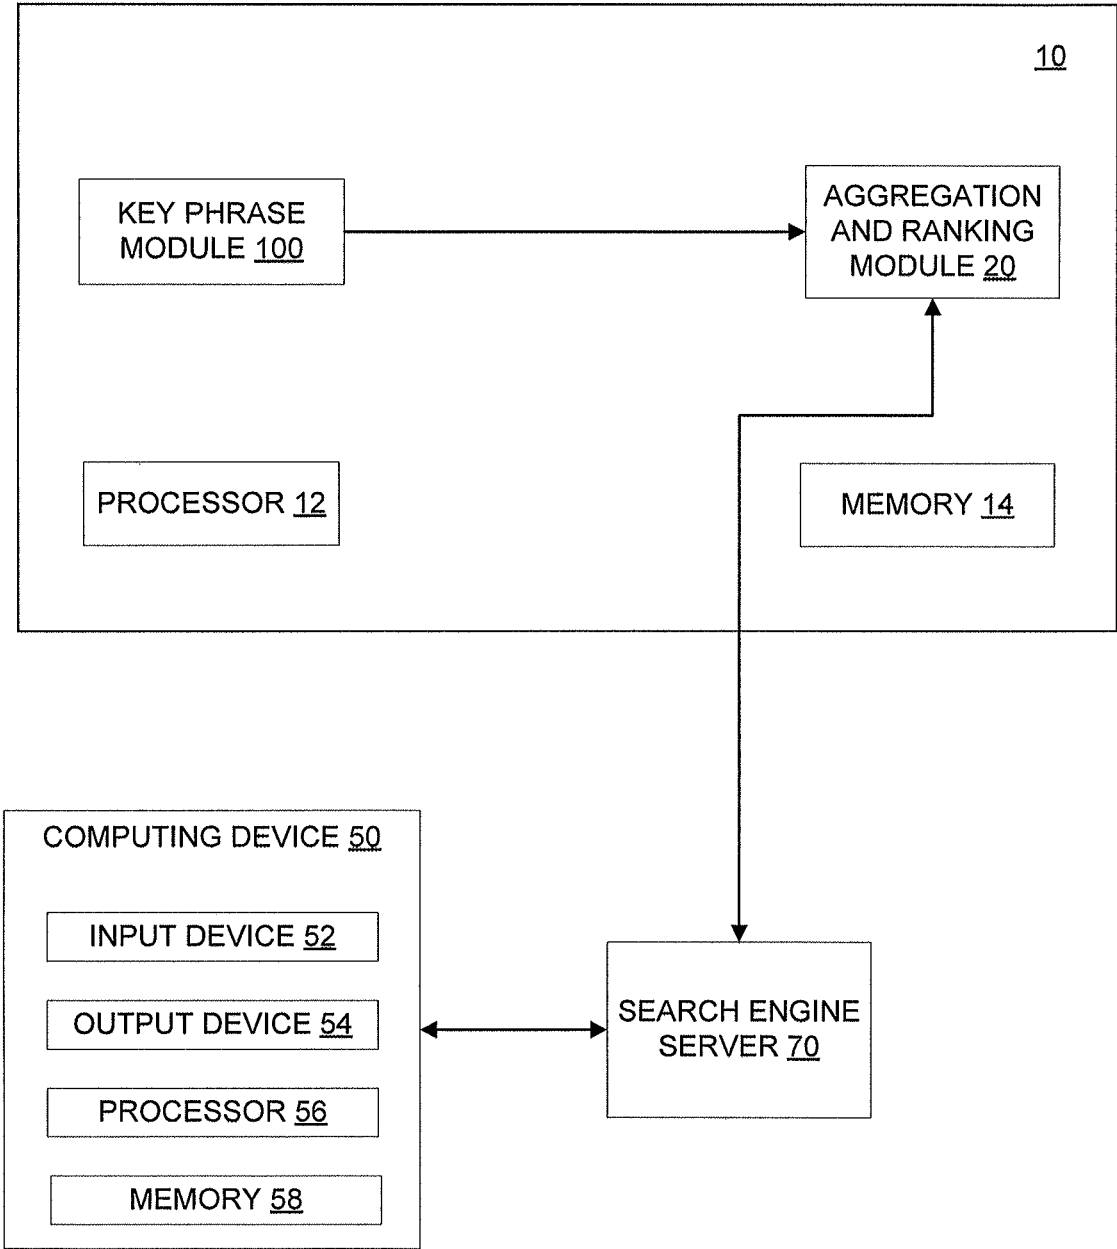 10
KEY PHRASE
MODULE 100
AGGREGATION
AND RANKING
MODULE 20
PROCESSOR 12
MEMORY 14
COMPUTING DEVICE 50
INPUT DEVICE 52
OUTPUT DEVICE 54
PROCESSOR 56
MEMORY 58
SEARCH ENGINE
SERVER 70